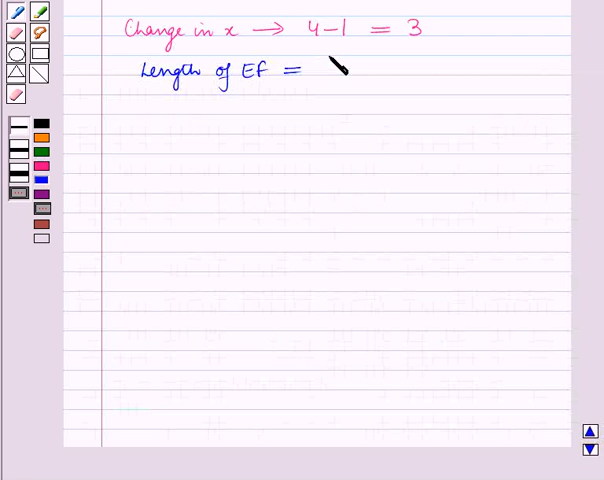 Change in x → 4 - 1 = 3
Length of EF =